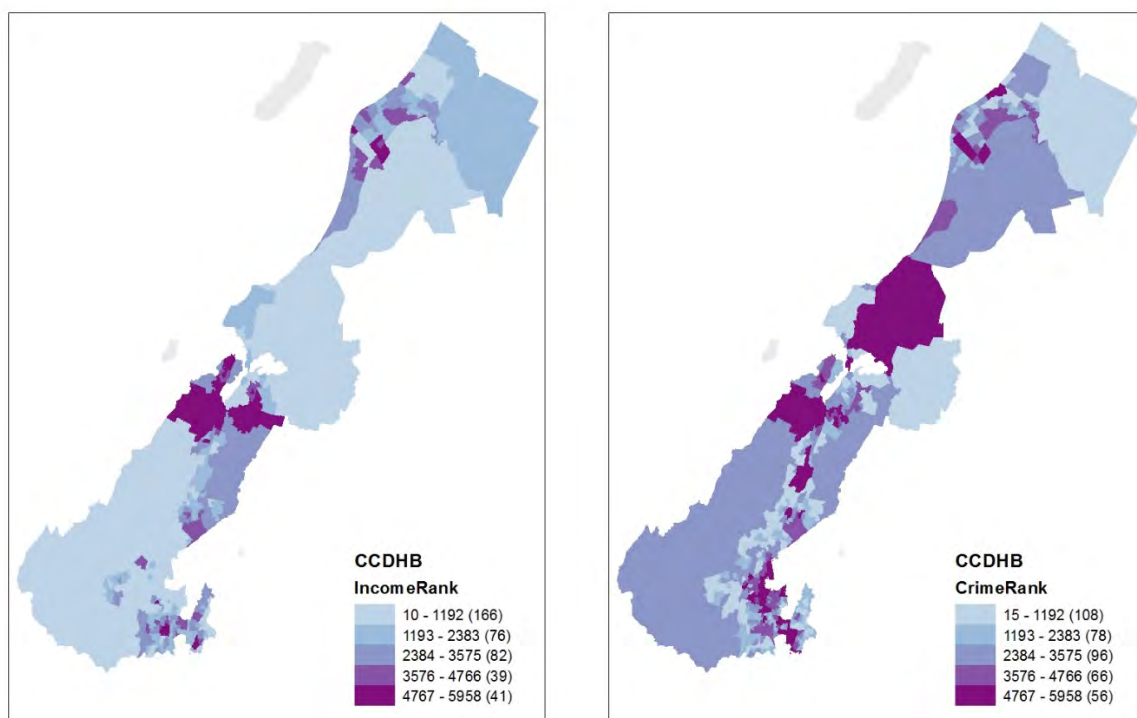 CCDHB
IncomeRank
10 - 1192 (166)
1193 - 2383 (76)
2384 - 3575 (82)
3576 - 4766 (39)
4767 - 5958 (41)
CCDHB
CrimeRank
15 - 1192 (108)
1193 - 2383 (78)
2384 - 3575 (96)
3576 - 4766 (66)
4767 - 5958 (56)